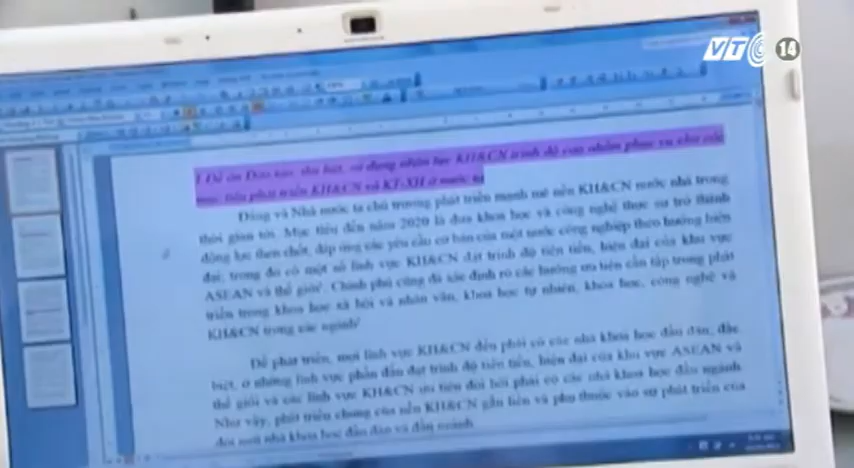 VTC 14
1 Đề án Đào tạo, thu hút, sử dụng nhân lực KH&CN trình độ cao nhằm phục vụ cho các
mục tiêu phát triển KH&CN và KT-XH ở nước ta
Đảng và Nhà nước ta chủ trương phát triển mạnh mẽ nền KH&CN nước nhà trong
thời gian tới. Mục tiêu đến năm 2020 là đưa khoa học và công nghệ thực sự trở thành
động lực then chốt, đáp ứng các yêu cầu cơ bản của một nước công nghiệp theo hướng hiện
đại; trong đó có một số lĩnh vực KH&CN đạt trình độ tiên tiến, hiện đại của khu vực
ASEAN và thế giới. Chính phủ cũng đã xác định rõ các hướng ưu tiên cần tập trung phát
triển trong khoa học xã hội và nhân văn, khoa học tự nhiên, khoa học, công nghệ và
KH&CN trong các ngành
Để phát triển, mọi lĩnh vực KH&CN đều phải có các nhà khoa học đầu đàn, đặc
biệt, ở những lĩnh vực phấn đấu đạt trình độ tiên tiến, hiện đại của khu vực ASEAN và
thế giới và các lĩnh vực KH&CN ưu tiên đòi hỏi phải có các nhà khoa học đầu ngành
Như vậy, phát triển chung của nền KH&CN gắn liền và phụ thuộc vào sự phát triển của
đội ngũ nhà khoa học đầu đàn và đầu ngành